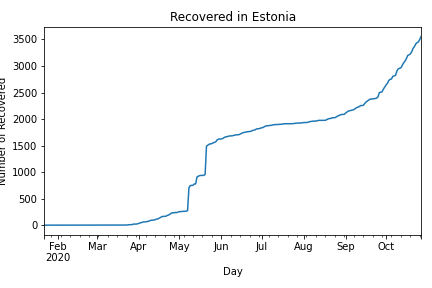 Recovered in Estonia
Number of Recovered
3500
3000
2500
2000
1500
1000
500
0
Feb Mar Apr May Jun Jul Aug Sep Oct
2020
Day